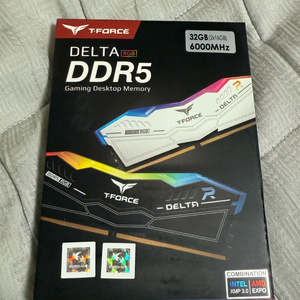 T-FORCE
DELTA RGB
DDR5
Gaming Desktop Memory
32GB (2x16GB)
6000MHz
T-FORCE
DELTA R
T-FORCE
DELTA R
COMBINATION
INTEL
XMP 3.0
AMD
EXPO